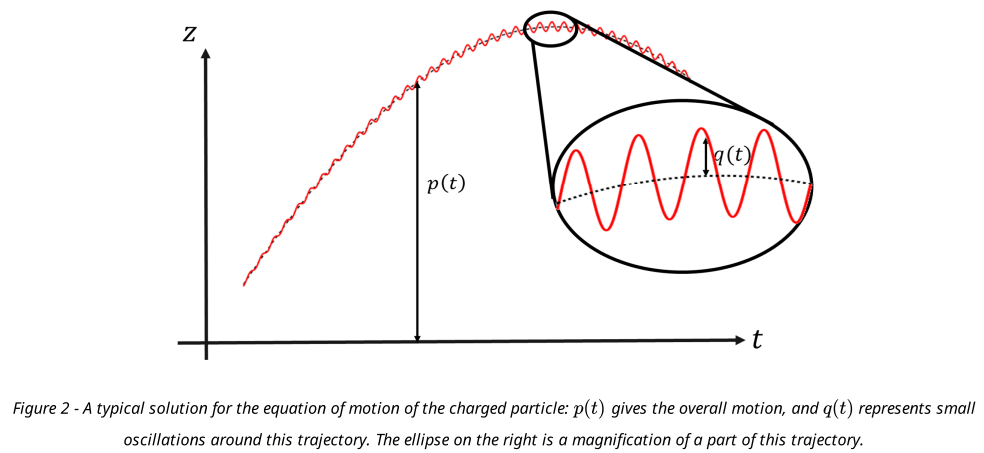 z
p(t)
q(t)
t
Figure 2 - A typical solution for the equation of motion of the charged particle: p(t) gives the overall motion, and q(t) represents small
oscillations around this trajectory. The ellipse on the right is a magnification of a part of this trajectory.